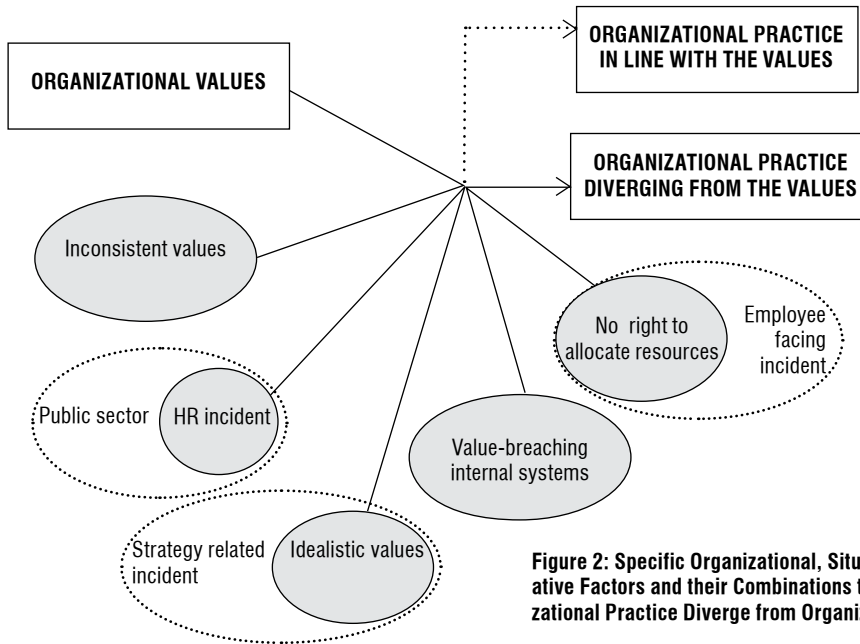 ORGANIZATIONAL PRACTICE
IN LINE WITH THE VALUES
ORGANIZATIONAL VALUES
ORGANIZATIONAL PRACTICE
DIVERGING FROM THE VALUES
Inconsistent values
No right to
allocate resources
Employee
facing
incident
Public sector
HR incident
Value-breaching
internal systems
Strategy related
incident
Idealistic values
Figure 2: Specific Organizational, Situ
ative Factors and their Combinations t
zational Practice Diverge from Organiz